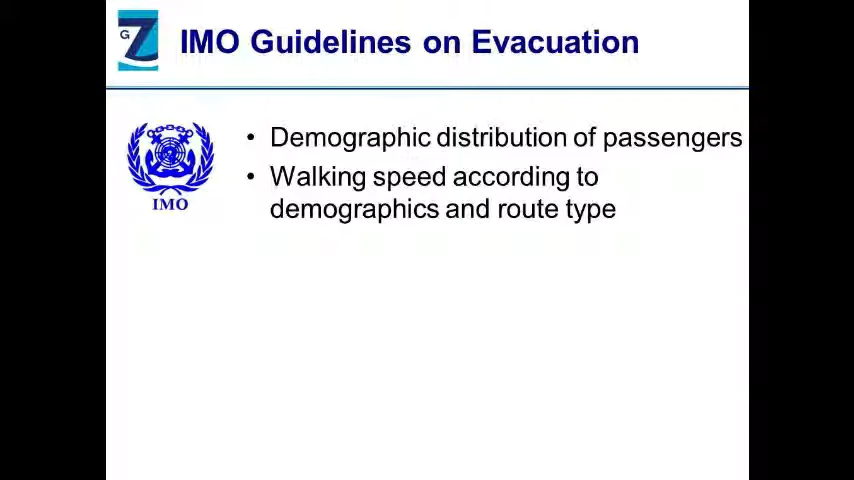 GZ
IMO Guidelines on Evacuation
• Demographic distribution of passengers
• Walking speed according to
demographics and route type
IMO